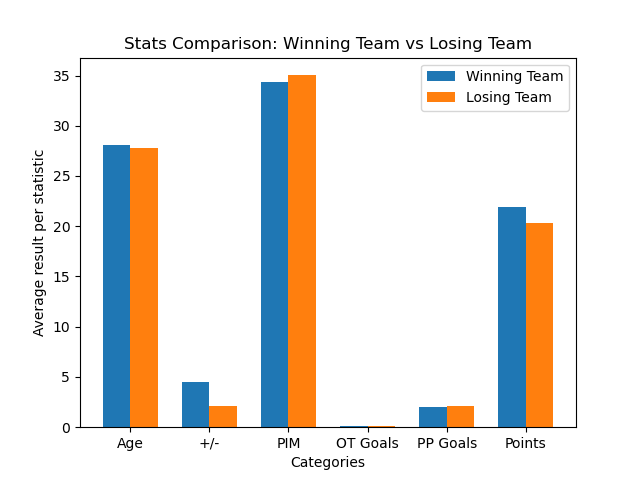 Stats Comparison: Winning Team vs Losing Team
Winning Team
Losing Team
Average result per statistic
35
30
25
20
15
10
5
0
Age +/- PIM OT Goals PP Goals Points
Categories